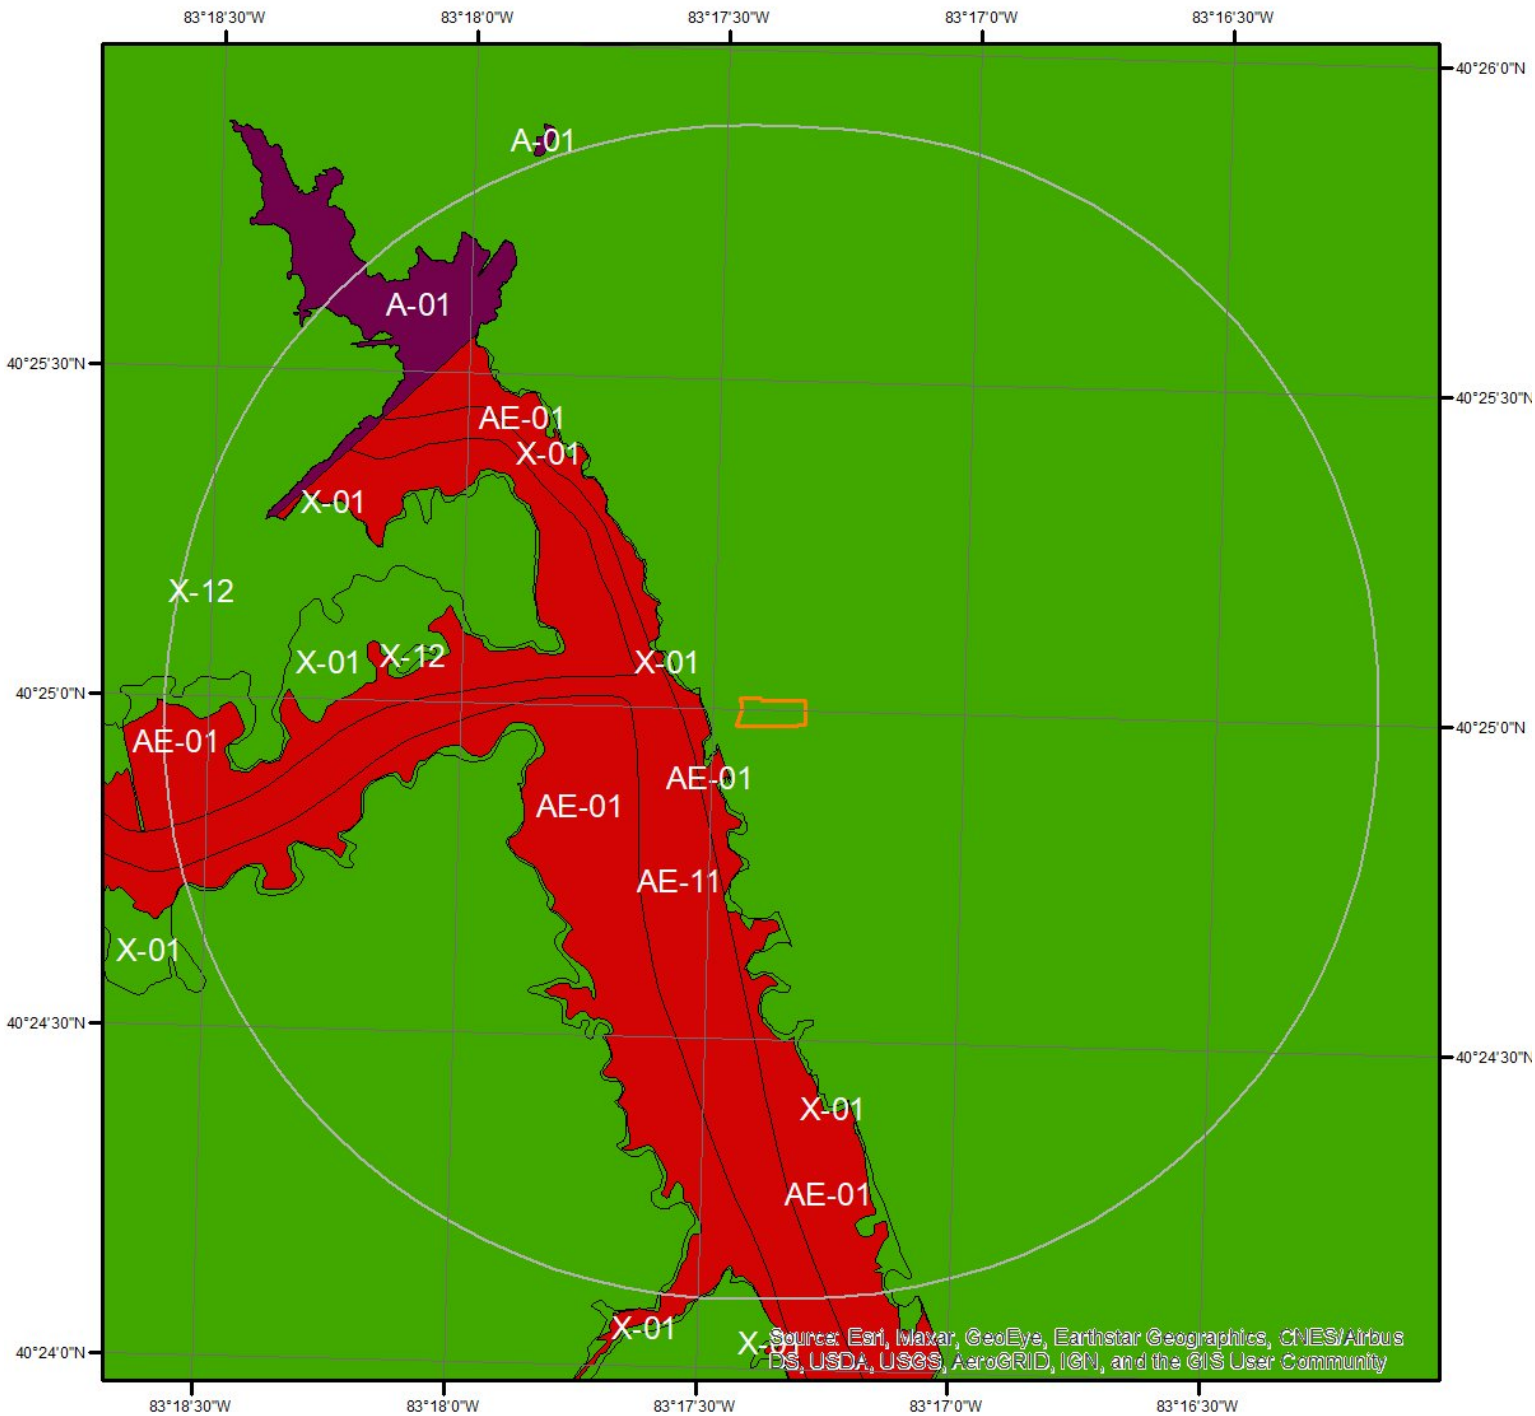 83°18'30"W 83°18'0"W 83°17'30"W 83°17'0"W 83°16'30"W
40°26'0"N
A-01
A-01
40°25'30"N
40°25'30"N
AE-01
X-01
X-01
X-12
X-01 X-12 X-01
40°25'0"N
40°25'0"N
AE-01
AE-01
AE-01
AE-11
X-01
40°24'30"N
40°24'30"N
X-01
AE-01
X-01
X-01
Source: Esri, Maxar, GeoEye, Earthstar Geographics, CNES/Airbus
DS, USDA, USGS, AeroGRID, IGN, and the GIS User Community
40°24'0"N
83°18'30"W 83°18'0"W 83°17'30"W 83°17'0"W 83°16'30"W